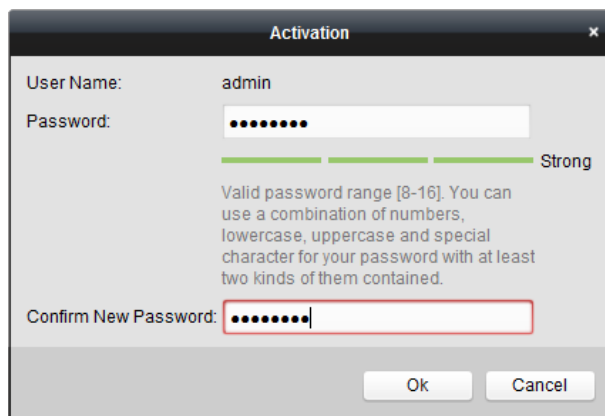 Activation ×
User Name: admin
Password: ●●●●●●●●
Strong
Valid password range [8-16]. You can
use a combination of numbers,
lowercase, uppercase and special
character for your password with at least
two kinds of them contained.
Confirm New Password: ●●●●●●●●
Ok Cancel